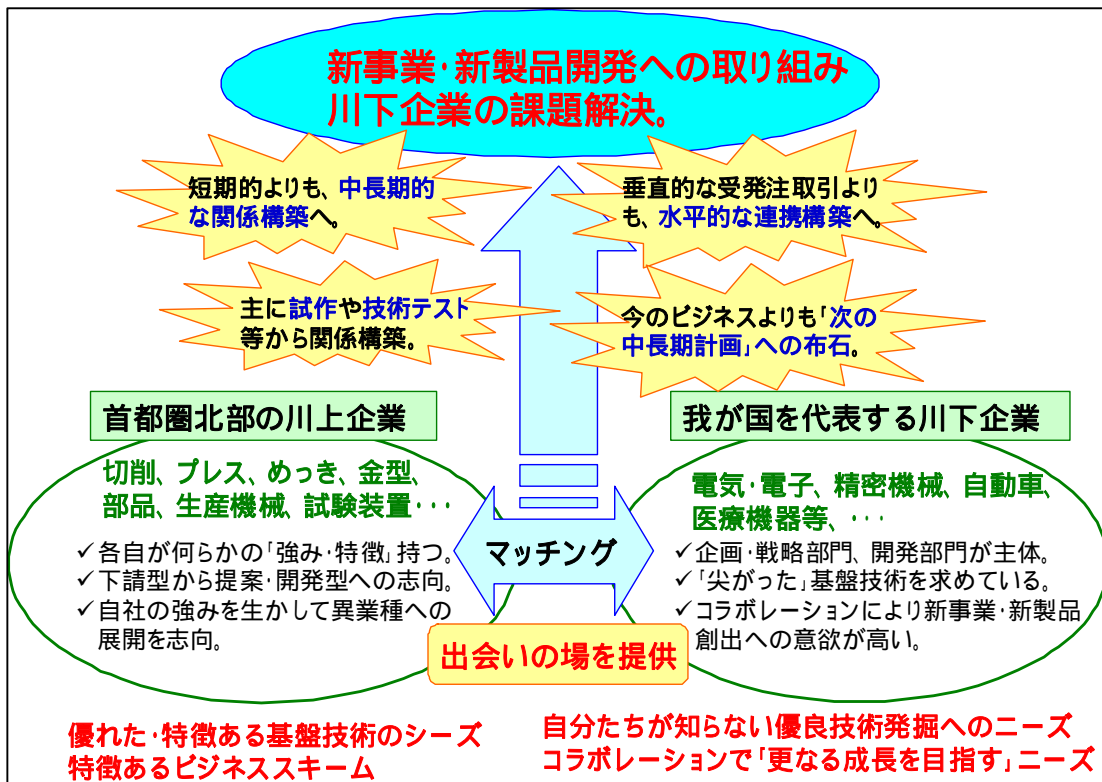 新事業・新製品開発への取り組み
川下企業の課題解決。
短期的よりも、中長期的
な関係構築へ。
垂直的な受発注取引より
も、水平的な連携構築へ。
主に試作や技術テスト
等から関係構築。
今のビジネスよりも「次の
中長期計画」への布石。
首都圏北部の川上企業
切削、プレス、めっき、金型、
部品、生産機械、試験装置・・・
✓各自が何らかの「強み・特徴」持つ。
✓下請型から提案・開発型への志向。
✓自社の強みを生かして異業種への
展開を志向。
マッチング
出会いの場を提供
我が国を代表する川下企業
電気・電子、精密機械、自動車、
医療機器等、・・・
✓企画・戦略部門、開発部門が主体。
✓「尖がった」基盤技術を求めている。
✓コラボレーションにより新事業・新製品
創出への意欲が高い。
優れた・特徴ある基盤技術のシーズ
特徴あるビジネススキーム
自分たちが知らない優良技術発掘へのニーズ
コラボレーションで「更なる成長を目指す」ニーズ